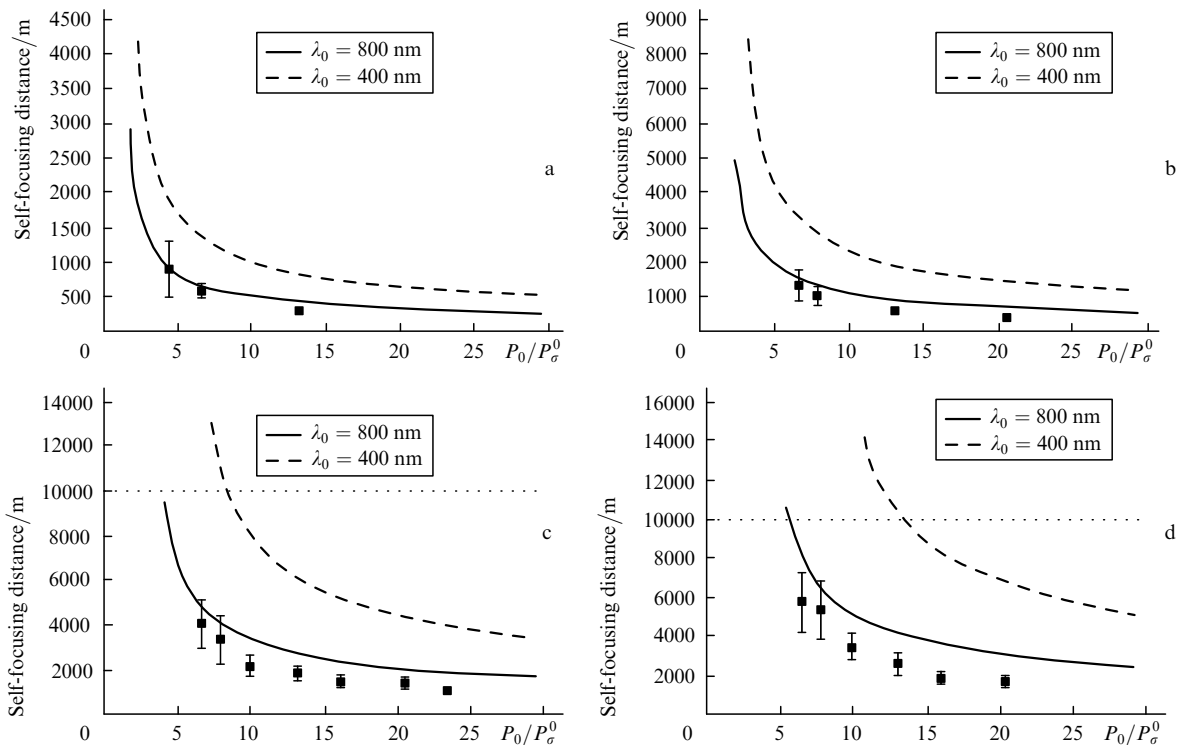 Self-focusing distance/m
4500
4000
3500
3000
2500
2000
1500
1000
500
0
5
10
15
20
25
P₀/P_σ⁰
λ₀ = 800 nm
λ₀ = 400 nm
a
Self-focusing distance/m
9000
8000
7000
6000
5000
4000
3000
2000
1000
0
5
10
15
20
25
P₀/P_σ⁰
λ₀ = 800 nm
λ₀ = 400 nm
b
Self-focusing distance/m
14000
12000
10000
8000
6000
4000
2000
0
5
10
15
20
25
P₀/P_σ⁰
λ₀ = 800 nm
λ₀ = 400 nm
c
Self-focusing distance/m
16000
14000
12000
10000
8000
6000
4000
2000
0
5
10
15
20
25
P₀/P_σ⁰
λ₀ = 800 nm
λ₀ = 400 nm
d